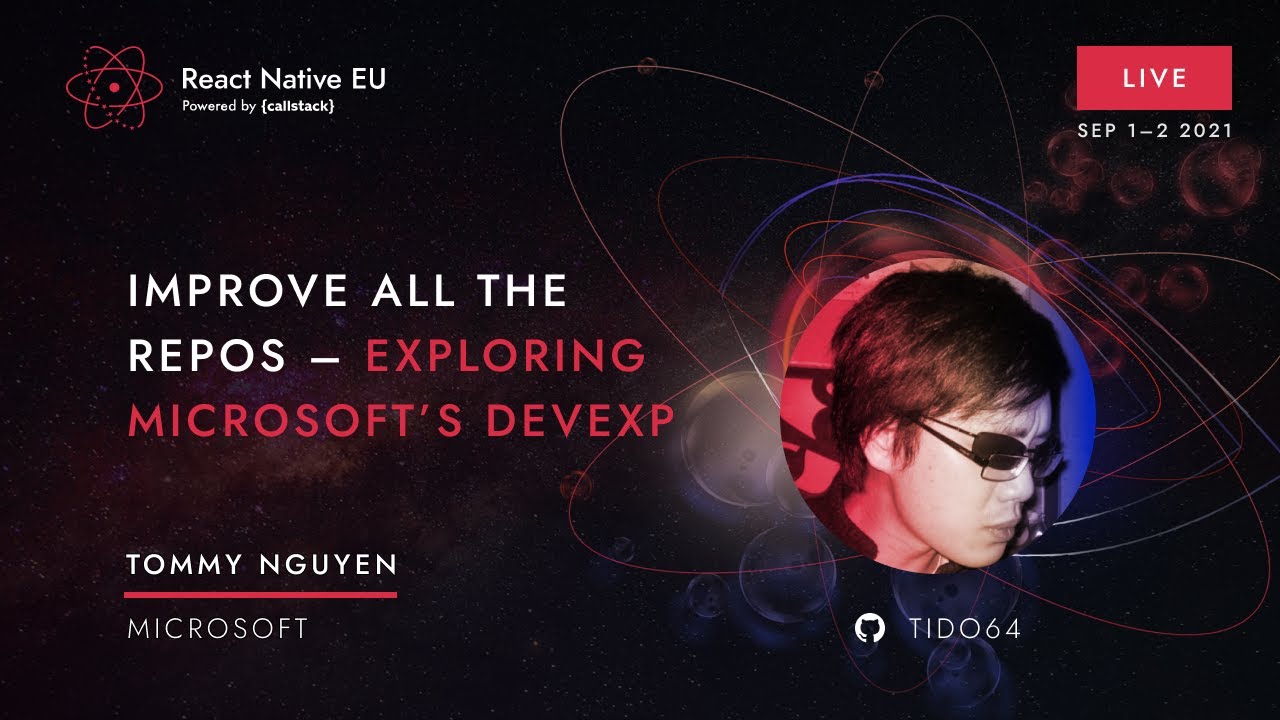 React Native EU
Powered by {callstack}
LIVE
SEP 1–2 2021
IMPROVE ALL THE
REPOS – EXPLORING
MICROSOFT’S DEVEXP
TOMMY NGUYEN
MICROSOFT
TIDO64